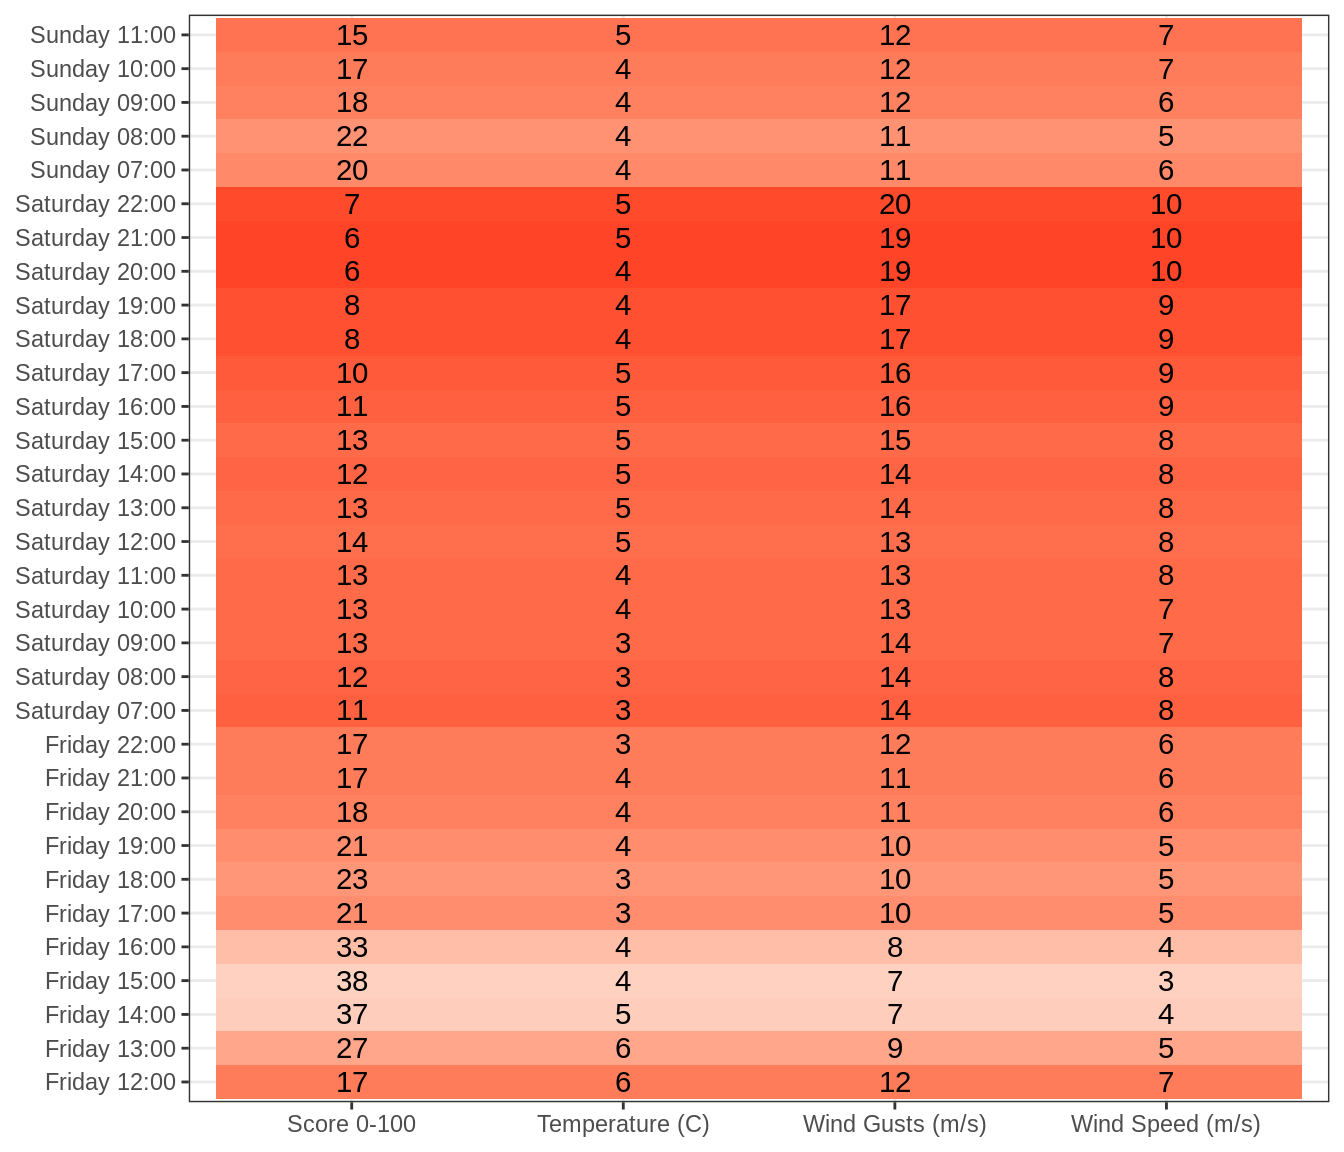 Sunday 11:00 15 5 12 7
Sunday 10:00 17 4 12 7
Sunday 09:00 18 4 12 6
Sunday 08:00 22 4 11 5
Sunday 07:00 20 4 11 6
Saturday 22:00 7 5 20 10
Saturday 21:00 6 5 19 10
Saturday 20:00 6 4 19 10
Saturday 19:00 8 4 17 9
Saturday 18:00 8 4 17 9
Saturday 17:00 10 5 16 9
Saturday 16:00 11 5 16 9
Saturday 15:00 13 5 15 8
Saturday 14:00 12 5 14 8
Saturday 13:00 13 5 14 8
Saturday 12:00 14 5 13 8
Saturday 11:00 13 4 13 8
Saturday 10:00 13 4 13 7
Saturday 09:00 13 3 14 7
Saturday 08:00 12 3 14 8
Saturday 07:00 11 3 14 8
Friday 22:00 17 3 12 6
Friday 21:00 17 4 11 6
Friday 20:00 18 4 11 6
Friday 19:00 21 4 10 5
Friday 18:00 23 3 10 5
Friday 17:00 21 3 10 5
Friday 16:00 33 4 8 4
Friday 15:00 38 4 7 3
Friday 14:00 37 5 7 4
Friday 13:00 27 6 9 5
Friday 12:00 17 6 12 7
Score 0-100 Temperature (C) Wind Gusts (m/s) Wind Speed (m/s)